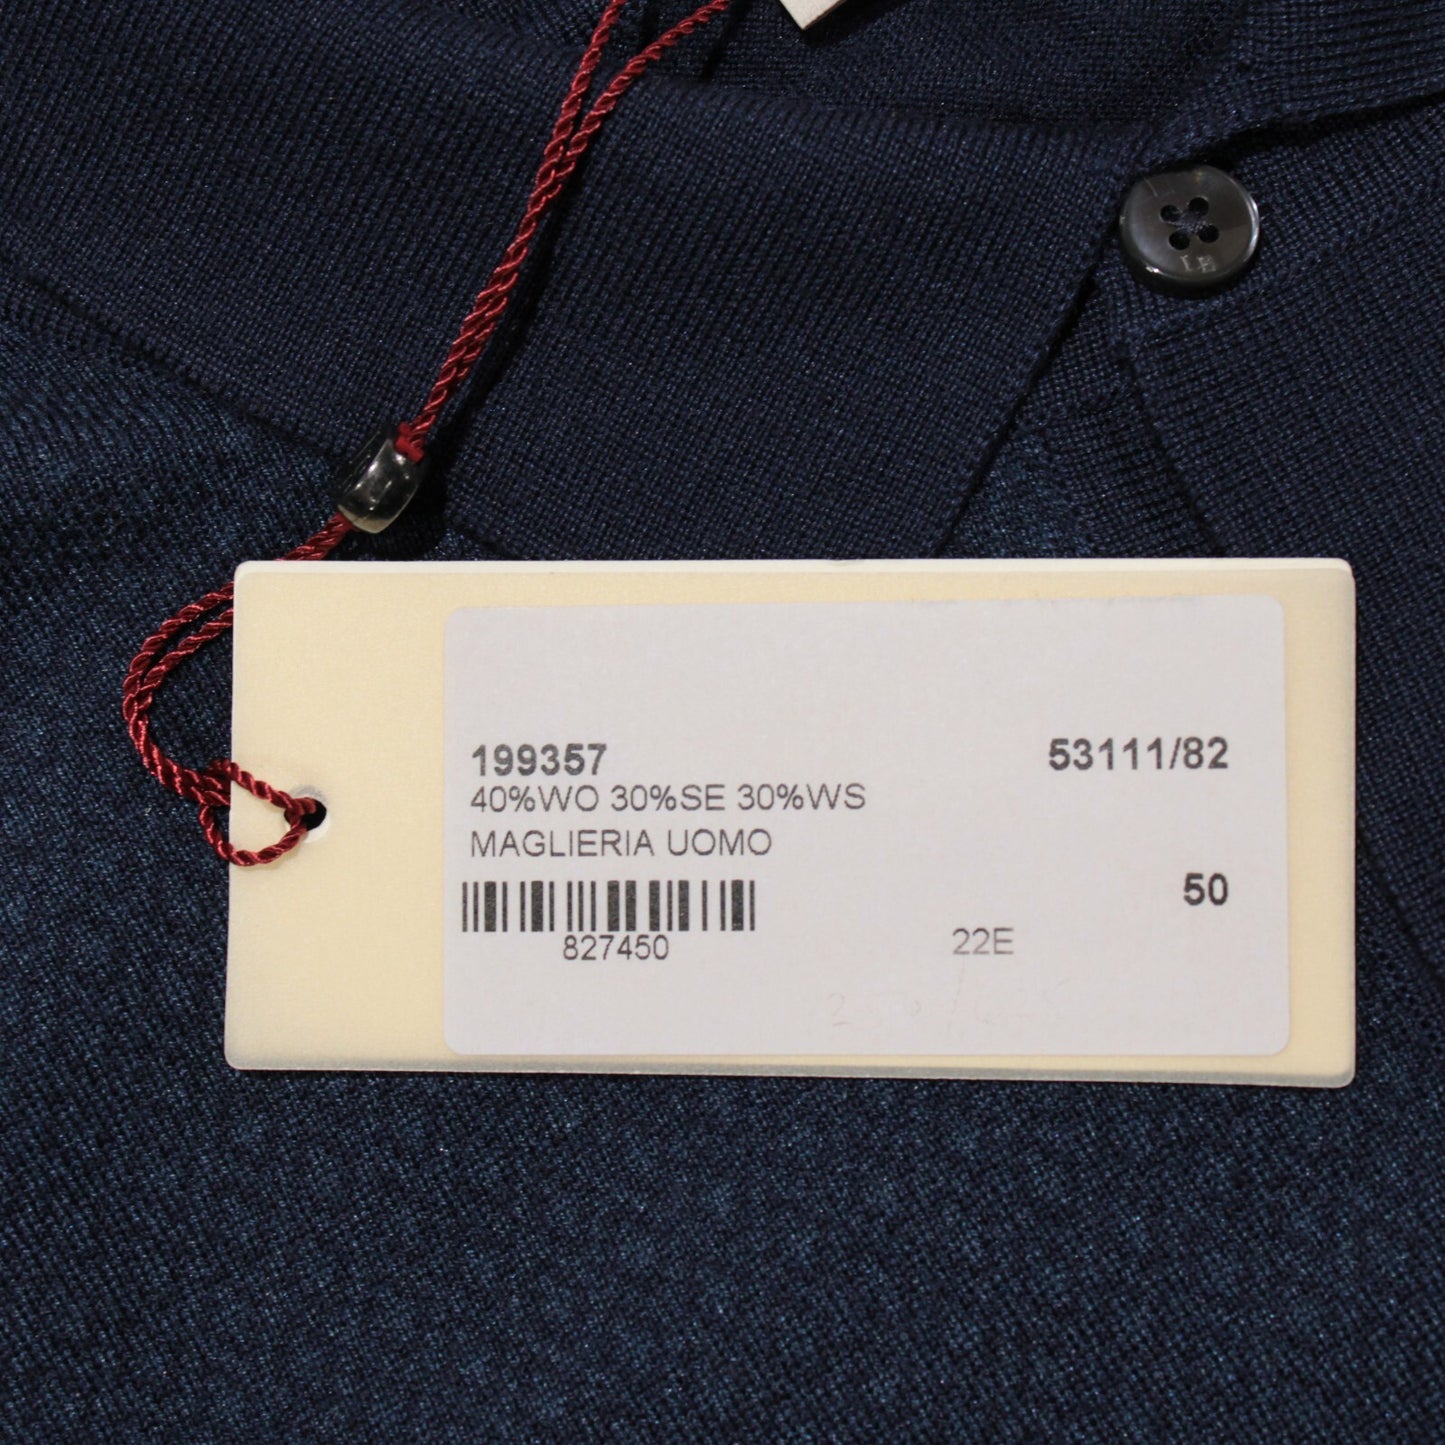 199357 53111/82
40%WO 30%SE 30%WS
MAGLIERIA UOMO
50
827450 22E